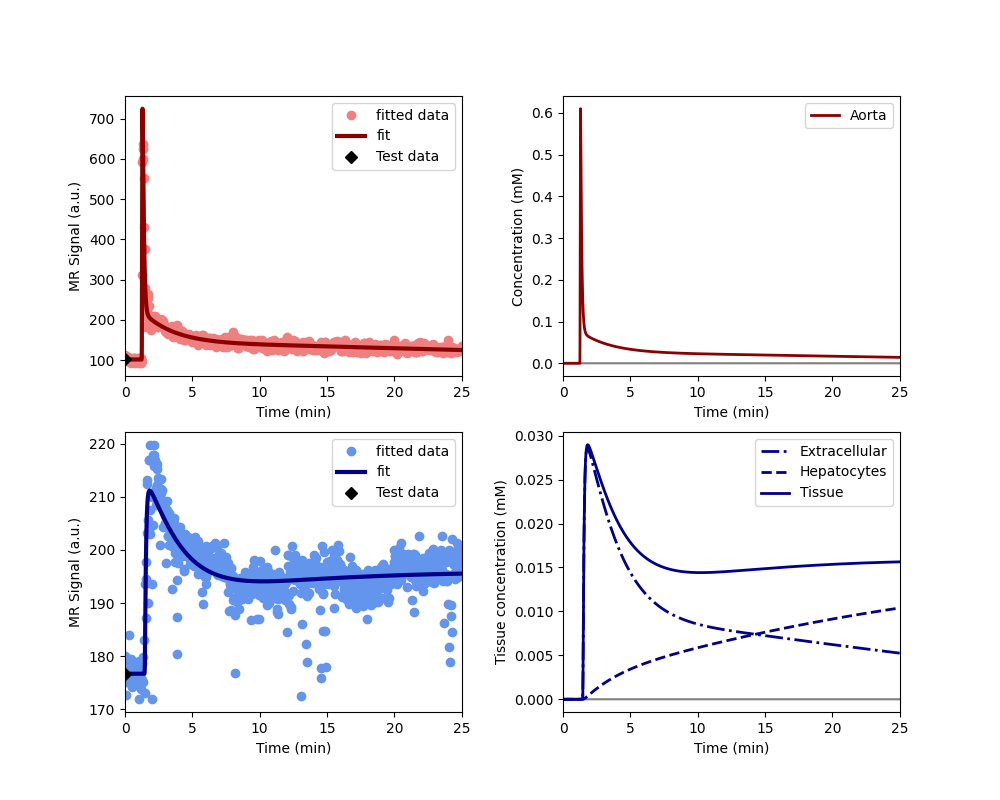 MR Signal (a.u.)
700
600
500
400
300
200
100
0 5 10 15 20 25
Time (min)
fitted data
fit
Test data
Concentration (mM)
0.6
0.5
0.4
0.3
0.2
0.1
0.0
0 5 10 15 20 25
Time (min)
Aorta
MR Signal (a.u.)
220
210
200
190
180
170
0 5 10 15 20 25
Time (min)
fitted data
fit
Test data
Tissue concentration (mM)
0.030
0.025
0.020
0.015
0.010
0.005
0.000
0 5 10 15 20 25
Time (min)
Extracellular
Hepatocytes
Tissue